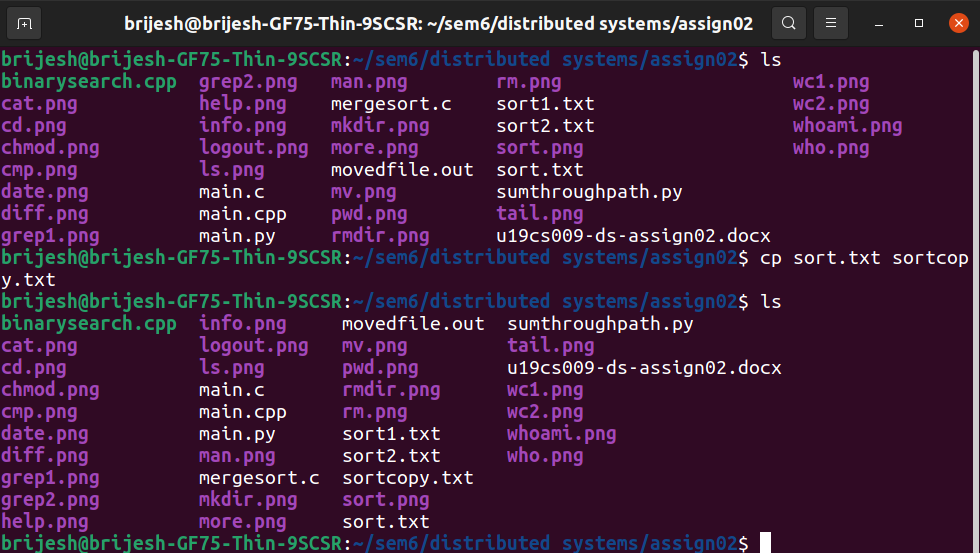 brijesh@brijesh-GF75-Thin-9SCSR: ~/sem6/distributed systems/assign02
brijesh@brijesh-GF75-Thin-9SCSR:~/sem6/distributed systems/assign02$ ls
binarysearch.cpp grep2.png man.png rm.png wc1.png
cat.png help.png mergesort.c sort1.txt wc2.png
cd.png info.png mkdir.png sort2.txt whoami.png
chmod.png logout.png more.png sort.png who.png
cmp.png ls.png movedfile.out sort.txt
date.png main.c mv.png sumthroughpath.py
diff.png main.cpp pwd.png tail.png
grep1.png main.py rmdir.png u19cs009-ds-assign02.docx
brijesh@brijesh-GF75-Thin-9SCSR:~/sem6/distributed systems/assign02$ cp sort.txt sortcop
y.txt
brijesh@brijesh-GF75-Thin-9SCSR:~/sem6/distributed systems/assign02$ ls
binarysearch.cpp info.png movedfile.out sumthroughpath.py
cat.png logout.png mv.png tail.png
cd.png ls.png pwd.png u19cs009-ds-assign02.docx
chmod.png main.c rmdir.png wc1.png
cmp.png main.cpp rm.png wc2.png
date.png main.py sort1.txt whoami.png
diff.png man.png sort2.txt who.png
grep1.png mergesort.c sortcopy.txt
grep2.png mkdir.png sort.png
help.png more.png sort.txt
brijesh@brijesh-GF75-Thin-9SCSR:~/sem6/distributed systems/assign02$